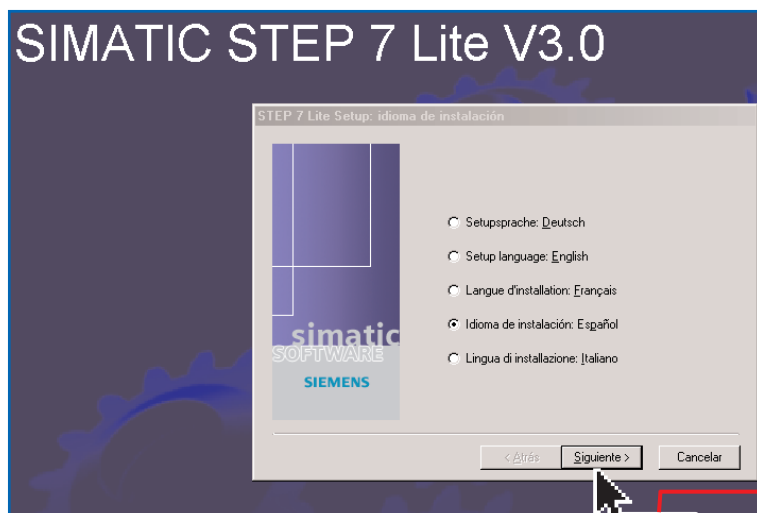 SIMATIC STEP 7 Lite V3.0
STEP 7 Lite Setup: idioma de instalación
Setupsprache: Deutsch
Setup language: English
Langue d'installation: Français
Idioma de instalación: Español
Lingua di installazione: Italiano
simatic
SOFTWARE
SIEMENS
< Atrás
Siguiente >
Cancelar